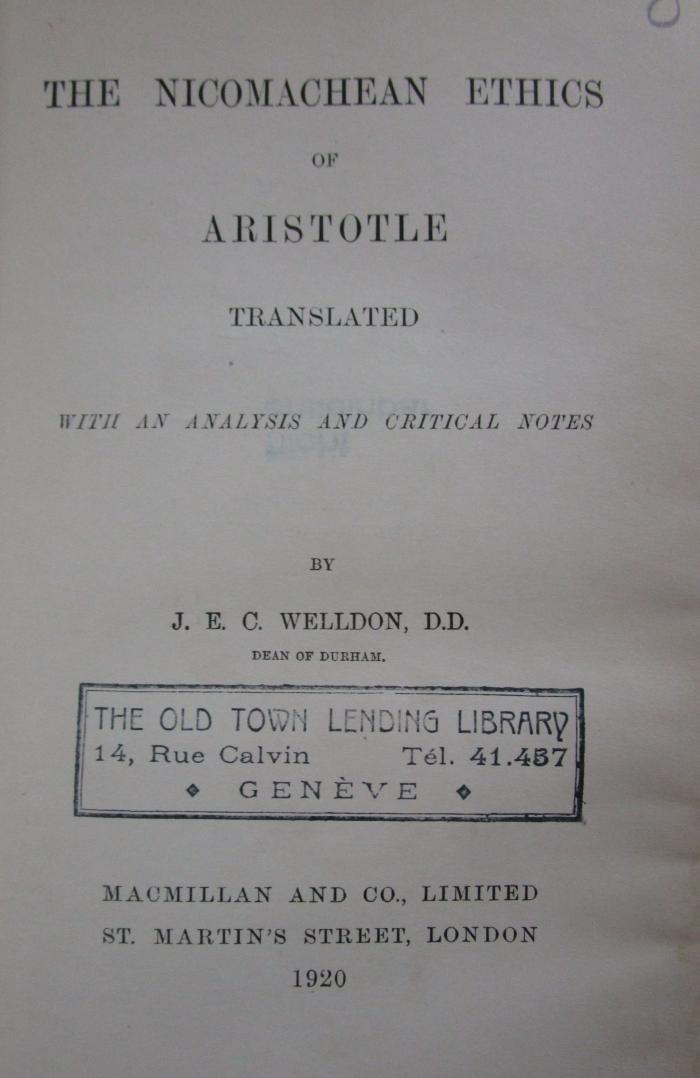 THE NICOMACHEAN ETHICS
OF
ARISTOTLE
TRANSLATED
WITH AN ANALYSIS AND CRITICAL NOTES
BY
J. E. C. WELLDON, D.D.
DEAN OF DURHAM.
THE OLD TOWN LENDING LIBRARY
14, Rue Calvin Tél. 41.437
GENÈVE
MACMILLAN AND CO., LIMITED
ST. MARTIN'S STREET, LONDON
1920